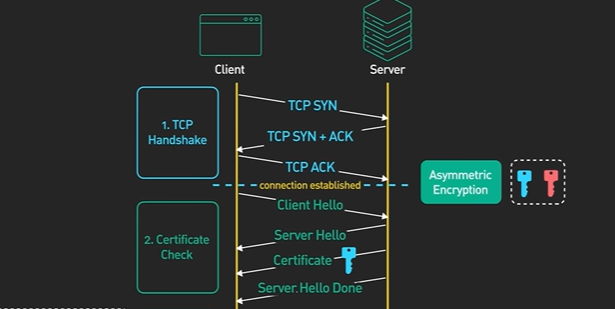 Client
Server
TCP SYN
1. TCP
Handshake
TCP SYN + ACK
TCP ACK
connection established
Asymmetric
Encryption
Client Hello
Server Hello
2. Certificate
Check
Certificate
Server.Hello Done